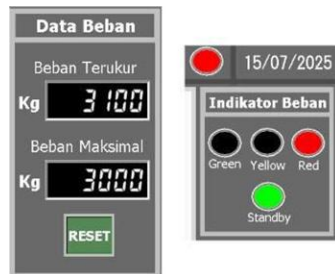 Data Beban
Beban Terukur
Kg 3100
Beban Maksimal
Kg 3000
RESET
15/07/2025
Indikator Beban
Green Yellow Red
Standby